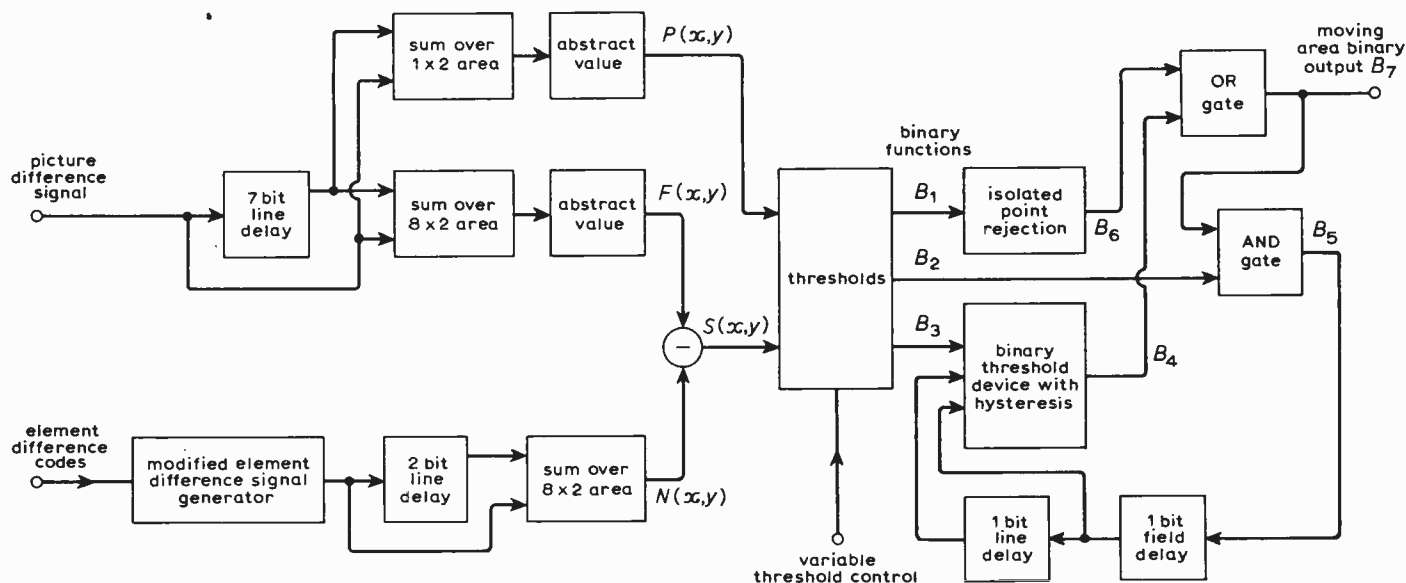 sum over
1 x 2 area
abstract
value
P(x,y)
moving
area binary
output B7
OR
gate
picture
difference
signal
7 bit
line
delay
sum over
8 x 2 area
abstract
value
F(x,y)
binary
functions
thresholds
B1
isolated
point
rejection
B6
B2
AND
gate
B5
S(x,y)
−
B3
binary
threshold
device with
hysteresis
B4
element
difference
codes
modified element
difference signal
generator
2 bit
line
delay
sum over
8 x 2 area
N(x,y)
variable
threshold control
1 bit
line
delay
1 bit
field
delay